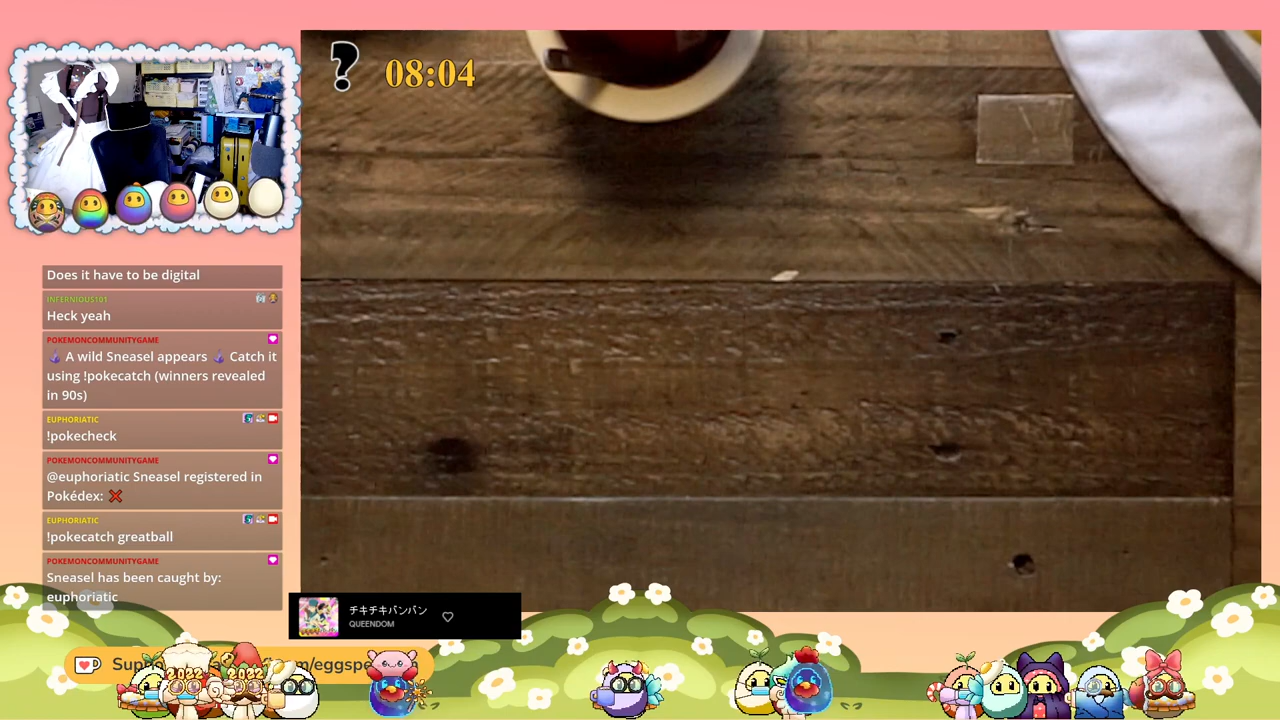 08:04
Does it have to be digital
INFERNIOUS101
Heck yeah
POKEMONCOMMUNITYGAME
A wild Sneasel appears Catch it
using !pokecatch (winners revealed
in 90s)
EUPHORIATIC
!pokecheck
POKEMONCOMMUNITYGAME
@euphoriatic Sneasel registered in
Pokédex: ❌
EUPHORIATIC
!pokecatch greatball
POKEMONCOMMUNITYGAME
Sneasel has been caught by:
euphoriatic
チキチキバンバン
QUEENDOM
2022
2022